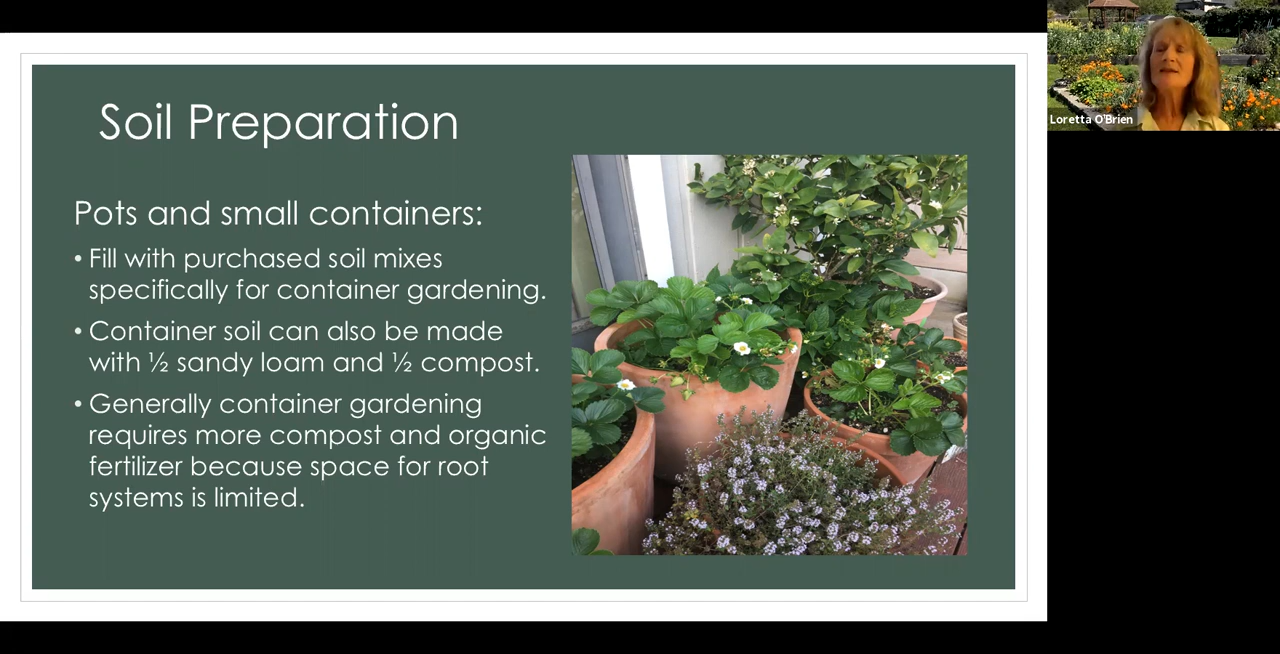 Soil Preparation
Pots and small containers:
• Fill with purchased soil mixes
specifically for container gardening.
• Container soil can also be made
with ½ sandy loam and ½ compost.
• Generally container gardening
requires more compost and organic
fertilizer because space for root
systems is limited.
Loretta O'Brien